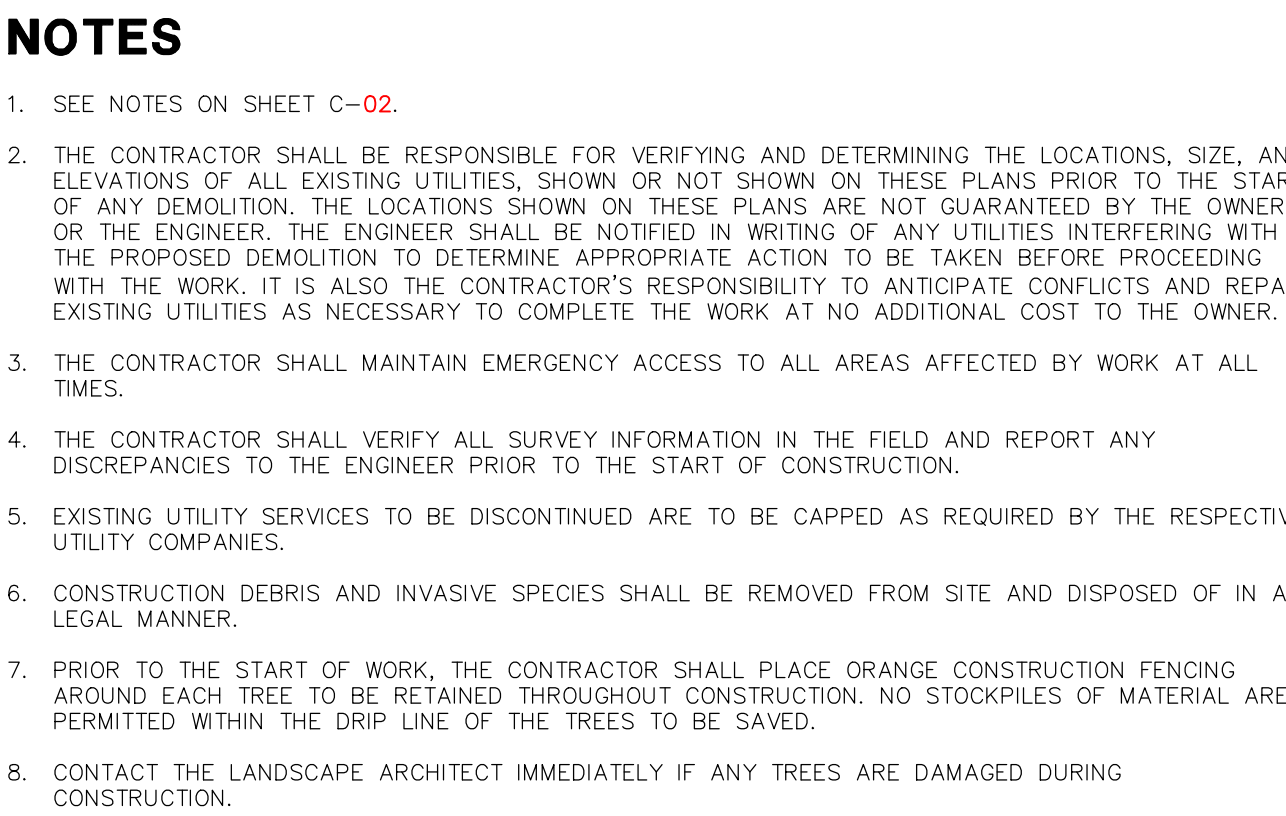 NOTES
1. SEE NOTES ON SHEET C-02.
2. THE CONTRACTOR SHALL BE RESPONSIBLE FOR VERIFYING AND DETERMINING THE LOCATIONS, SIZE, AN
ELEVATIONS OF ALL EXISTING UTILITIES, SHOWN OR NOT SHOWN ON THESE PLANS PRIOR TO THE STAR
OF ANY DEMOLITION. THE LOCATIONS SHOWN ON THESE PLANS ARE NOT GUARANTEED BY THE OWNER
OR THE ENGINEER. THE ENGINEER SHALL BE NOTIFIED IN WRITING OF ANY UTILITIES INTERFERING WITH
THE PROPOSED DEMOLITION TO DETERMINE APPROPRIATE ACTION TO BE TAKEN BEFORE PROCEEDING
WITH THE WORK. IT IS ALSO THE CONTRACTOR'S RESPONSIBILITY TO ANTICIPATE CONFLICTS AND REPA
EXISTING UTILITIES AS NECESSARY TO COMPLETE THE WORK AT NO ADDITIONAL COST TO THE OWNER.
3. THE CONTRACTOR SHALL MAINTAIN EMERGENCY ACCESS TO ALL AREAS AFFECTED BY WORK AT ALL
TIMES.
4. THE CONTRACTOR SHALL VERIFY ALL SURVEY INFORMATION IN THE FIELD AND REPORT ANY
DISCREPANCIES TO THE ENGINEER PRIOR TO THE START OF CONSTRUCTION.
5. EXISTING UTILITY SERVICES TO BE DISCONTINUED ARE TO BE CAPPED AS REQUIRED BY THE RESPECTIV
UTILITY COMPANIES.
6. CONSTRUCTION DEBRIS AND INVASIVE SPECIES SHALL BE REMOVED FROM SITE AND DISPOSED OF IN A
LEGAL MANNER.
7. PRIOR TO THE START OF WORK, THE CONTRACTOR SHALL PLACE ORANGE CONSTRUCTION FENCING
AROUND EACH TREE TO BE RETAINED THROUGHOUT CONSTRUCTION. NO STOCKPILES OF MATERIAL ARE
PERMITTED WITHIN THE DRIP LINE OF THE TREES TO BE SAVED.
8. CONTACT THE LANDSCAPE ARCHITECT IMMEDIATELY IF ANY TREES ARE DAMAGED DURING
CONSTRUCTION.